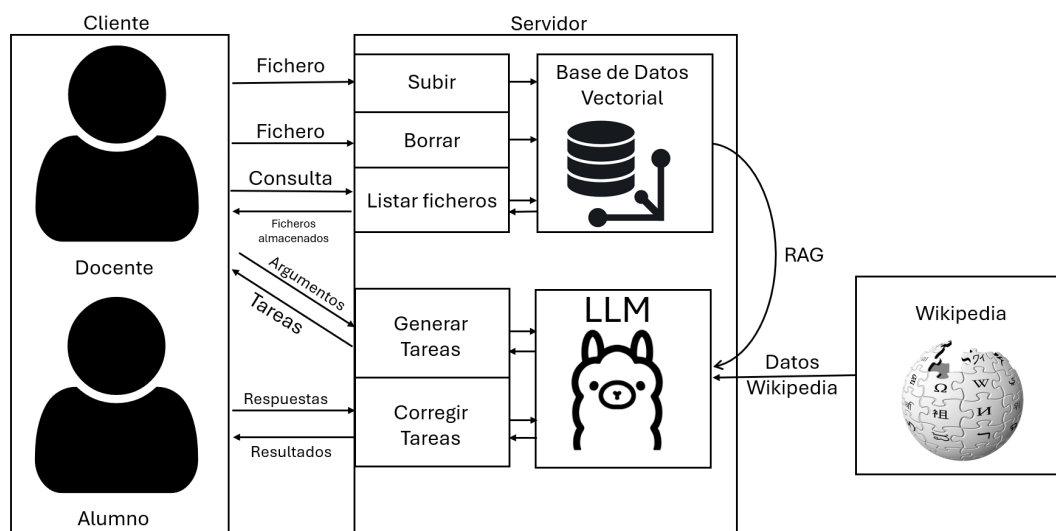 Cliente
Servidor
Fichero
Subir
Base de Datos
Vectorial
Fichero
Borrar
Consulta
Listar ficheros
Ficheros
almacenados
Docente
RAG
Argumentos
Tareas
Generar
Tareas
LLM
Wikipedia
Datos
Wikipedia
Respuestas
Corregir
Tareas
Resultados
Alumno
Ω
W
祖
И